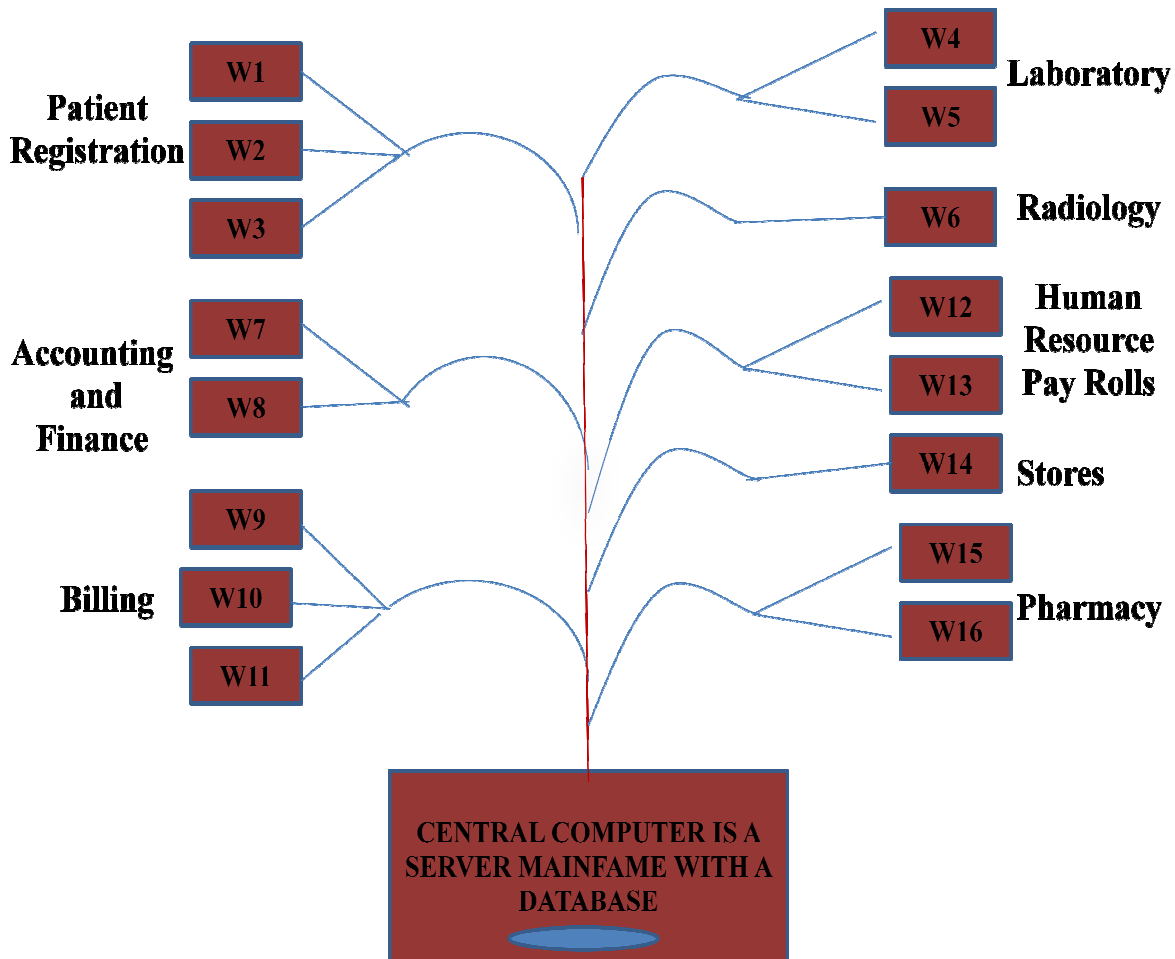 Patient
Registration
W1
W2
W3
Accounting
and
Finance
W7
W8
Billing
W9
W10
W11
W4
W5
Laboratory
W6
Radiology
W12
W13
Human
Resource
Pay Rolls
W14
Stores
W15
W16
Pharmacy
CENTRAL COMPUTER IS A
SERVER MAINFAME WITH A
DATABASE